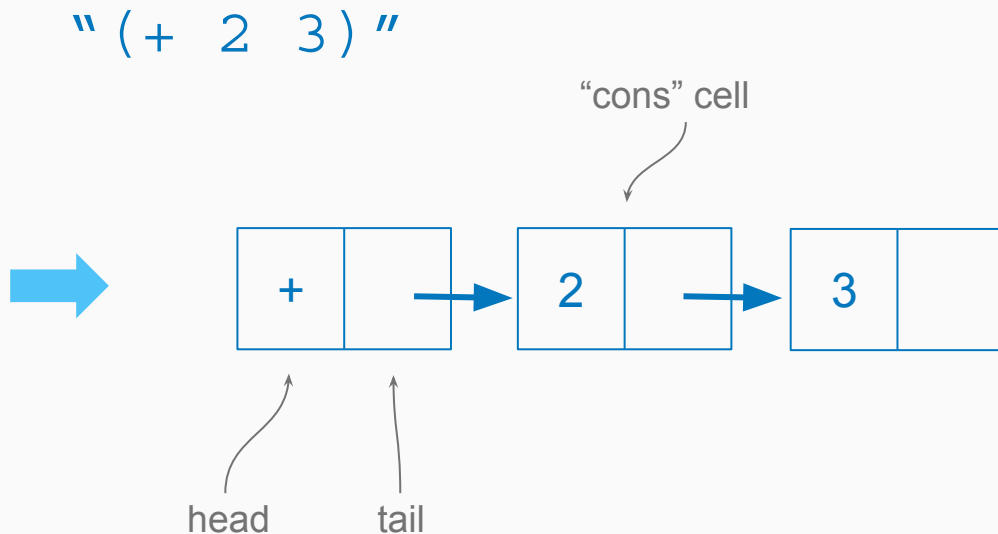 “(+ 2 3)”
“cons” cell
+ 2 3
head tail